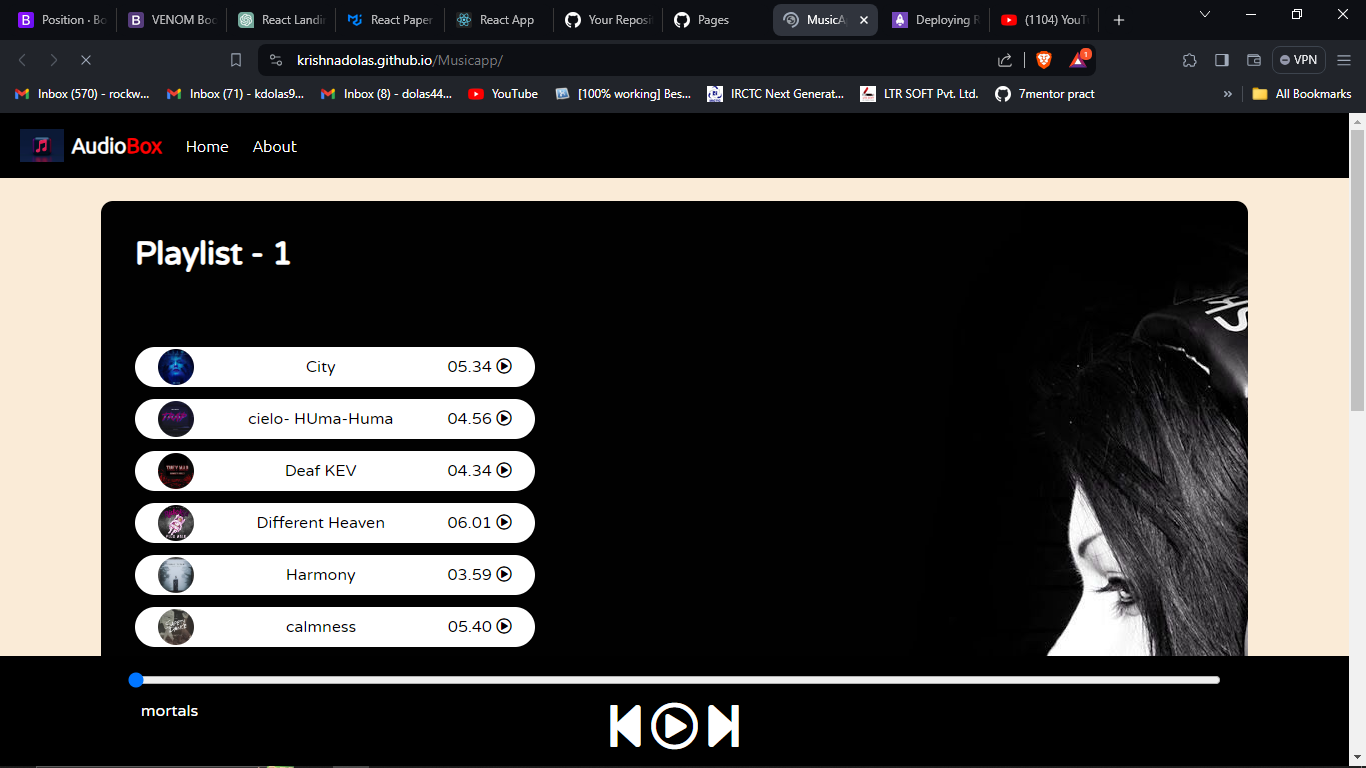 Position - Bo
VENOM Boc
React Landir
React Paper
React App
Your Reposit
Pages
MusicA
Deploying R
(1104) YouT
krishnadolas.github.io/Musicapp/
1
VPN
Inbox (570) - rockw...
Inbox (71) - kdolas9...
Inbox (8) - dolas44...
YouTube
[100% working] Bes...
IRCTC Next Generat...
LTR SOFT Pvt. Ltd.
7mentor pract
»
All Bookmarks
AudioBox
Home
About
Playlist - 1
City 05.34
cielo- HUma-Huma 04.56
Deaf KEV 04.34
Different Heaven 06.01
Harmony 03.59
calmness 05.40
mortals